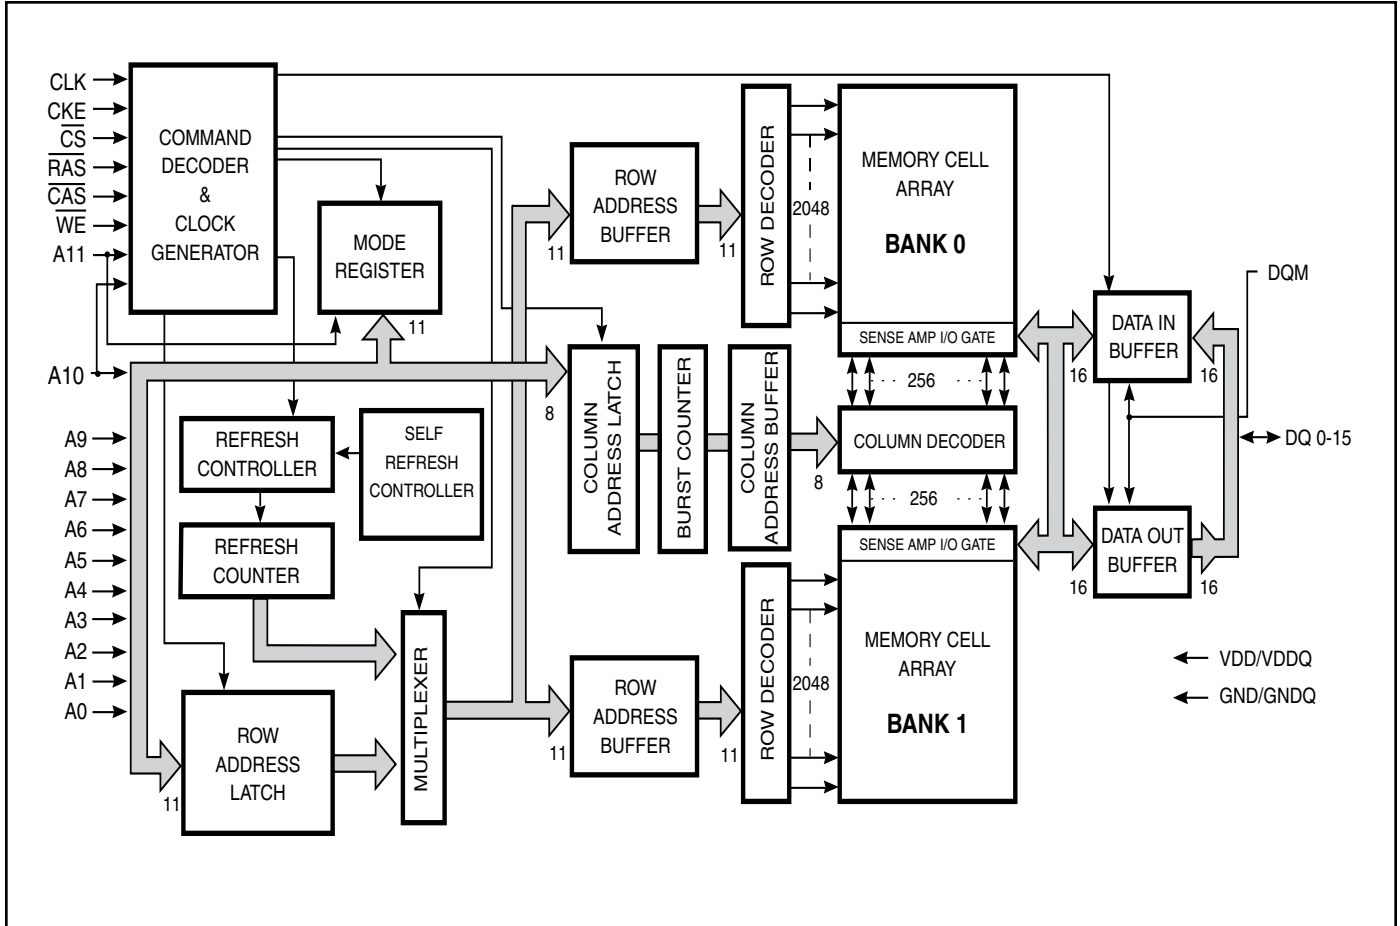 CLK
CKE
CS
RAS
CAS
WE
A11
A10
A9
A8
A7
A6
A5
A4
A3
A2
A1
A0
COMMAND
DECODER
&
CLOCK
GENERATOR
MODE
REGISTER
11
REFRESH
CONTROLLER
SELF
REFRESH
CONTROLLER
REFRESH
COUNTER
ROW
ADDRESS
LATCH
11
MULTIPLEXER
ROW
ADDRESS
BUFFER
11
11
ROW DECODER
2048
MEMORY CELL
ARRAY
BANK 0
SENSE AMP I/O GATE
256
COLUMN
ADDRESS LATCH
8
BURST COUNTER
COLUMN
ADDRESS BUFFER
8
COLUMN DECODER
256
SENSE AMP I/O GATE
MEMORY CELL
ARRAY
BANK 1
ROW
ADDRESS
BUFFER
11
11
ROW DECODER
2048
DATA IN
BUFFER
16
16
DATA OUT
BUFFER
16
16
DQM
DQ 0-15
VDD/VDDQ
GND/GNDQ